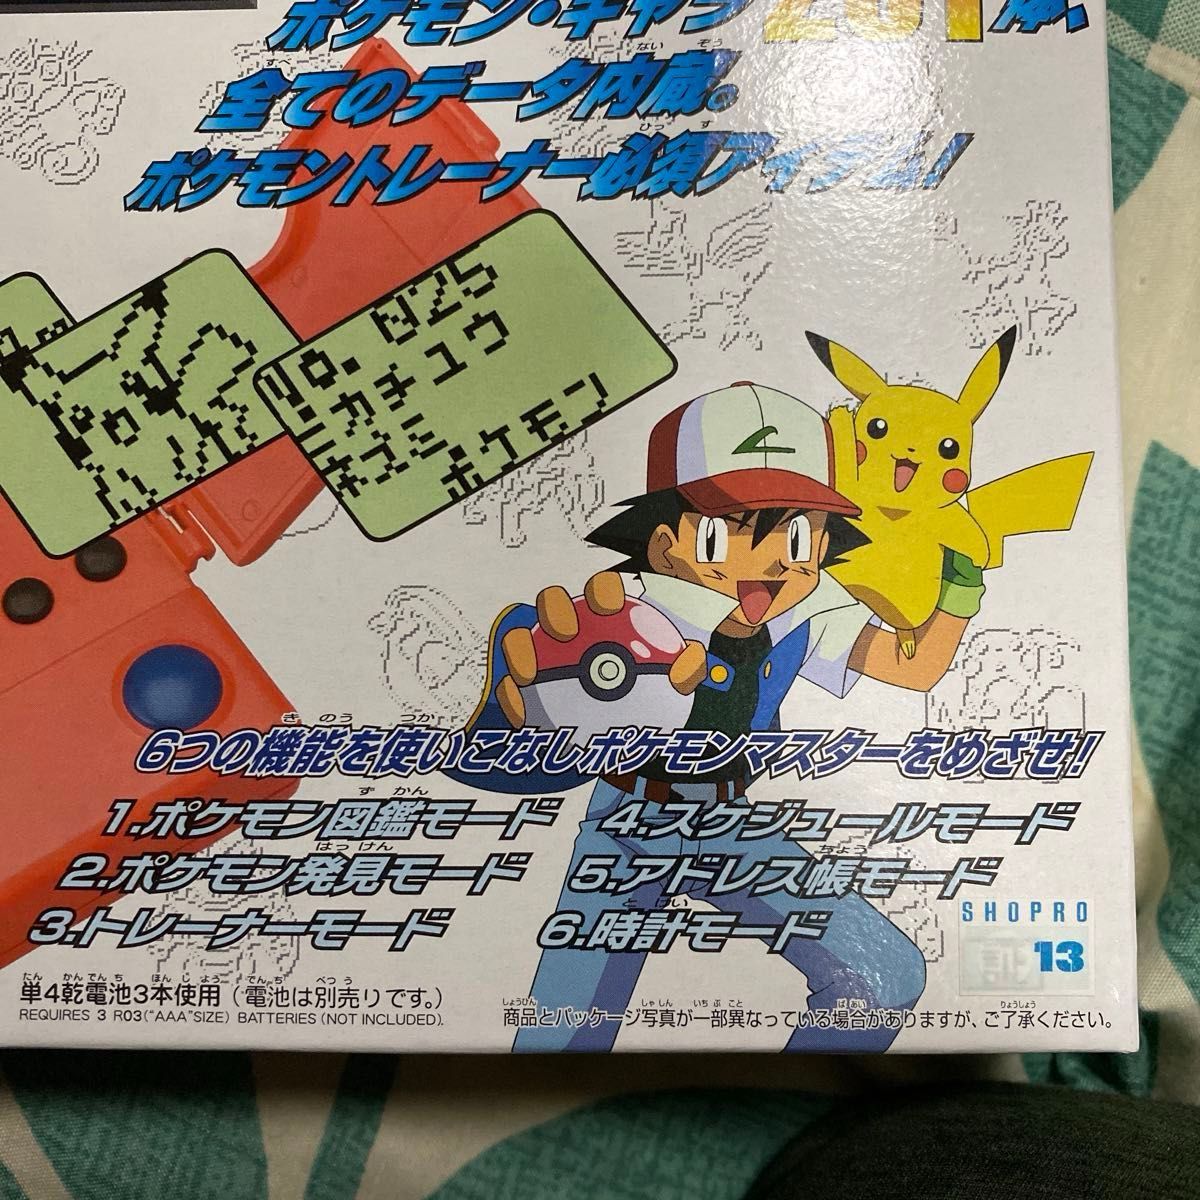 ポケモン・キャラ 201体、
全てのデータ内蔵。
ポケモントレーナー必須アイテム!
NO. 025
ピカチュウ
ネズミ
ポケモン
6つの機能を使いこなしポケモンマスターをめざせ!
1.ポケモン図鑑モード
2.ポケモン発見モード
3.トレーナーモード
4.スケジュールモード
5.アドレス帳モード
6.時計モード
SHOPRO
13
単4乾電池3本使用(電池は別売りです。)
REQUIRES 3 R03("AAA"SIZE) BATTERIES (NOT INCLUDED).
商品とパッケージ写真が一部異なっている場合がありますが、ご了承ください。